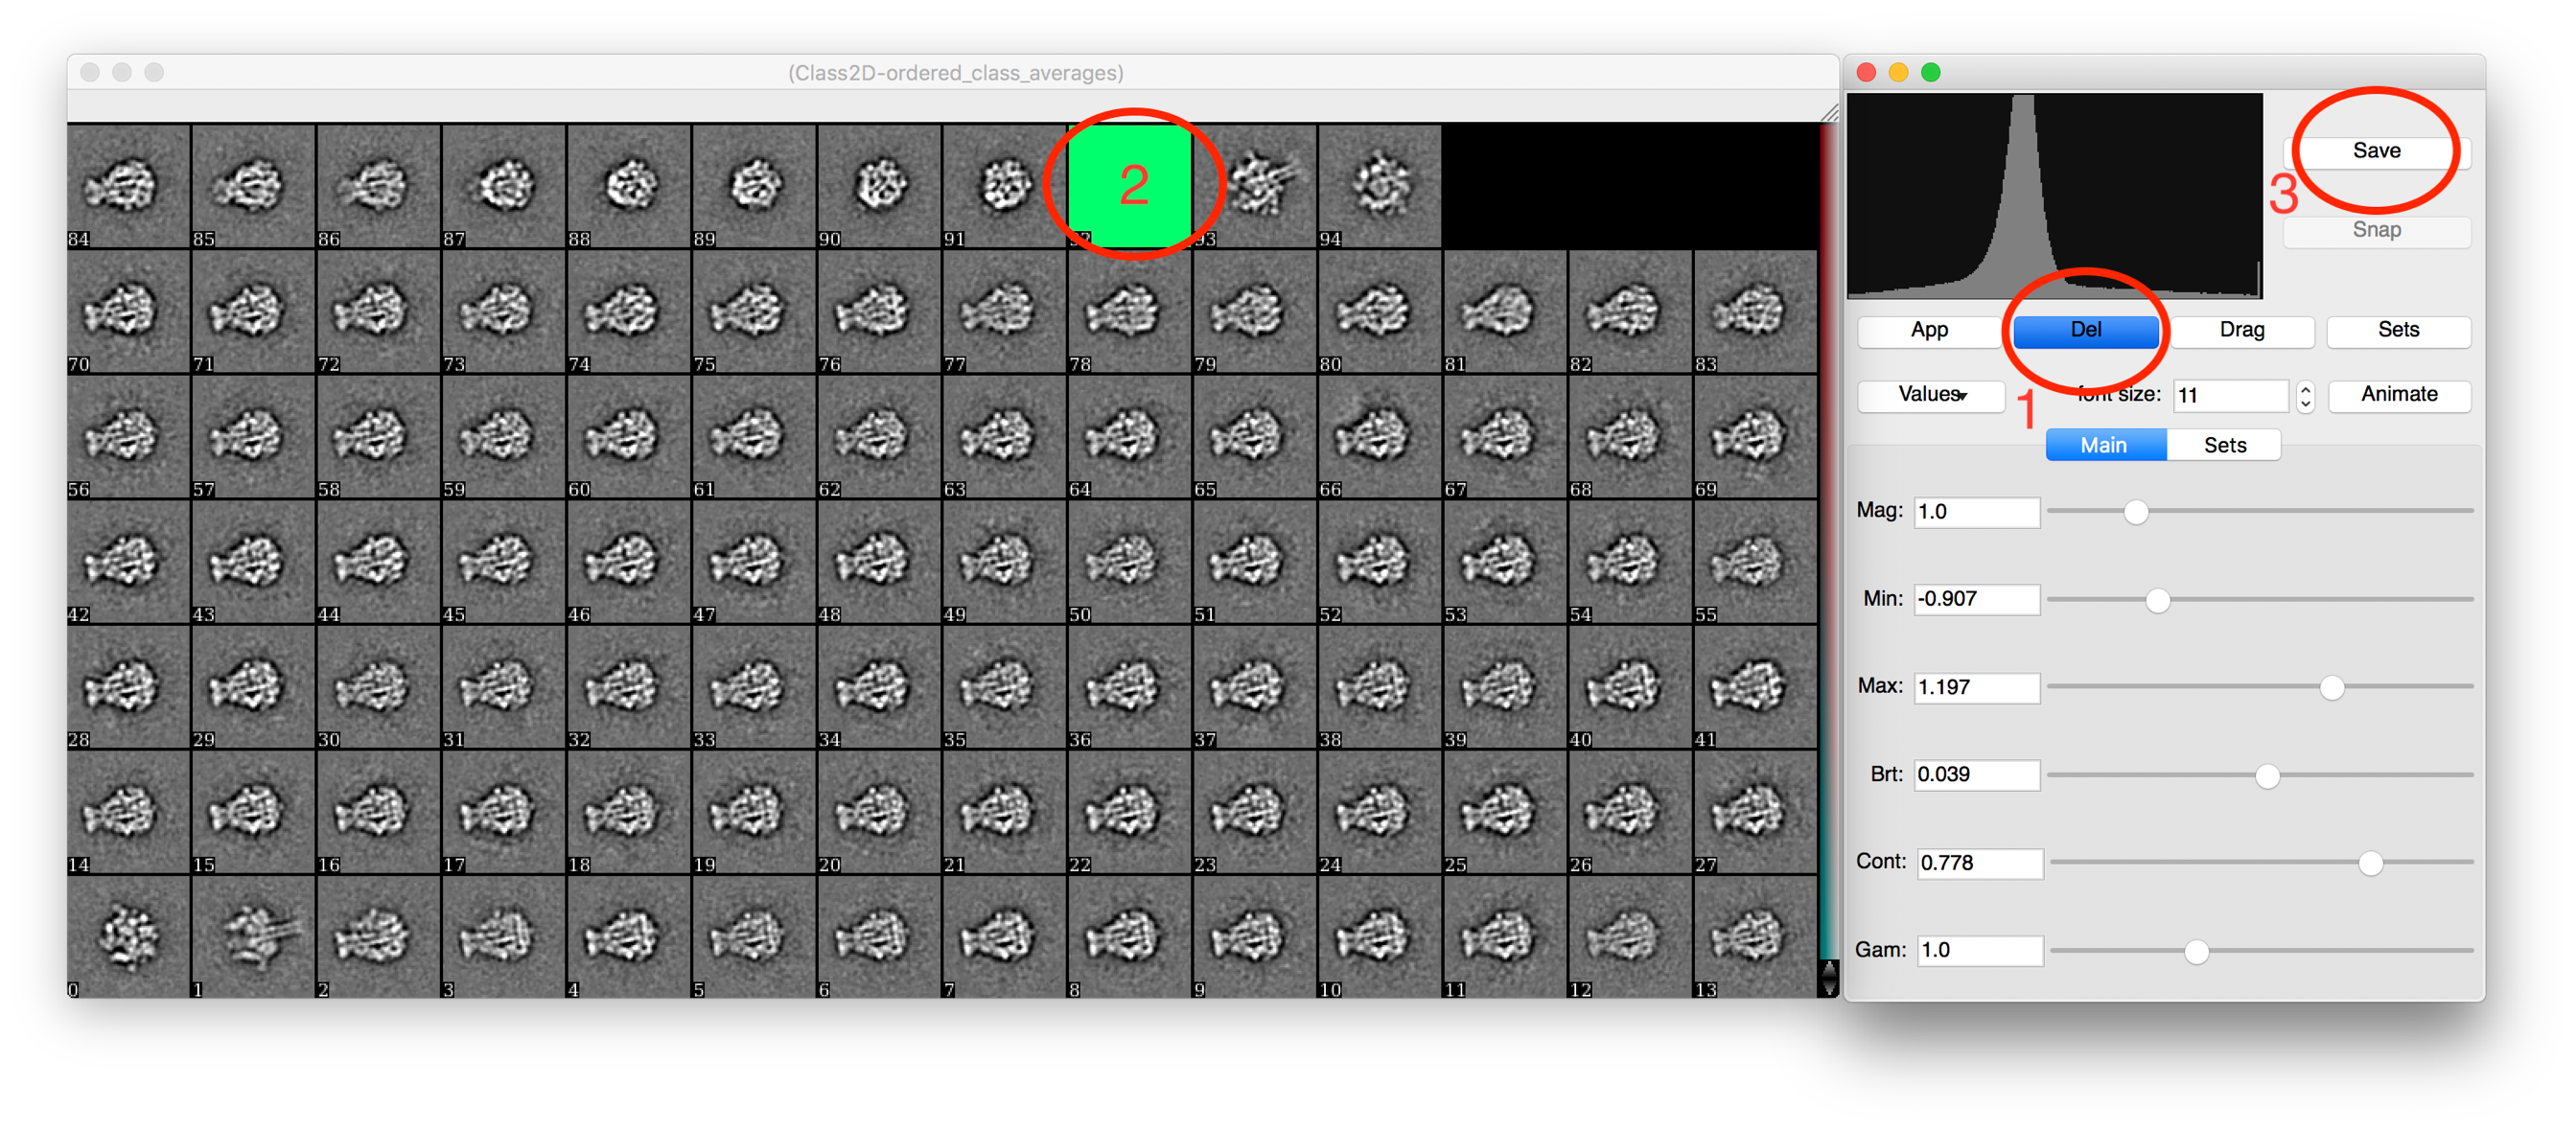 (Class2D-ordered_class_averages)
2
84 85 86 87 88 89 90 91 92 93 94
70 71 72 73 74 75 76 77 78 79 80 81 82 83
56 57 58 59 60 61 62 63 64 65 66 67 68 69
42 43 44 45 46 47 48 49 50 51 52 53 54 55
28 29 30 31 32 33 34 35 36 37 38 39 40 41
14 15 16 17 18 19 20 21 22 23 24 25 26 27
0 1 2 3 4 5 6 7 8 9 10 11 12 13
Save
3
Snap
App Del Drag Sets
Values 1 font size: 11 Animate
Main Sets
Mag: 1.0
Min: -0.907
Max: 1.197
Brt: 0.039
Cont: 0.778
Gam: 1.0